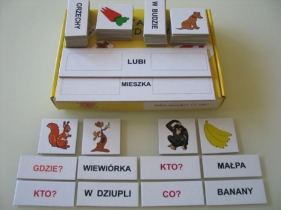 ORZECHY
W BUDZIE
LUBI
MIESZKA
GDZIE? WIEWIÓRKA KTO? MAŁPA
KTO? W DZIUPLI CO? BANANY